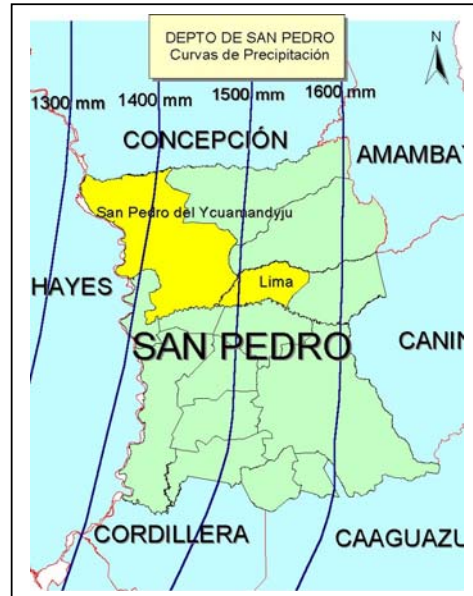 DEPTO DE SAN PEDRO
Curvas de Precipitación
N
1300 mm
1400 mm
1500 mm
1600 mm
CONCEPCIÓN
AMAMBAY
San Pedro del Ycuamandyju
HAYES
Lima
SAN PEDRO
CANIN
CORDILLERA
CAAGUAZU